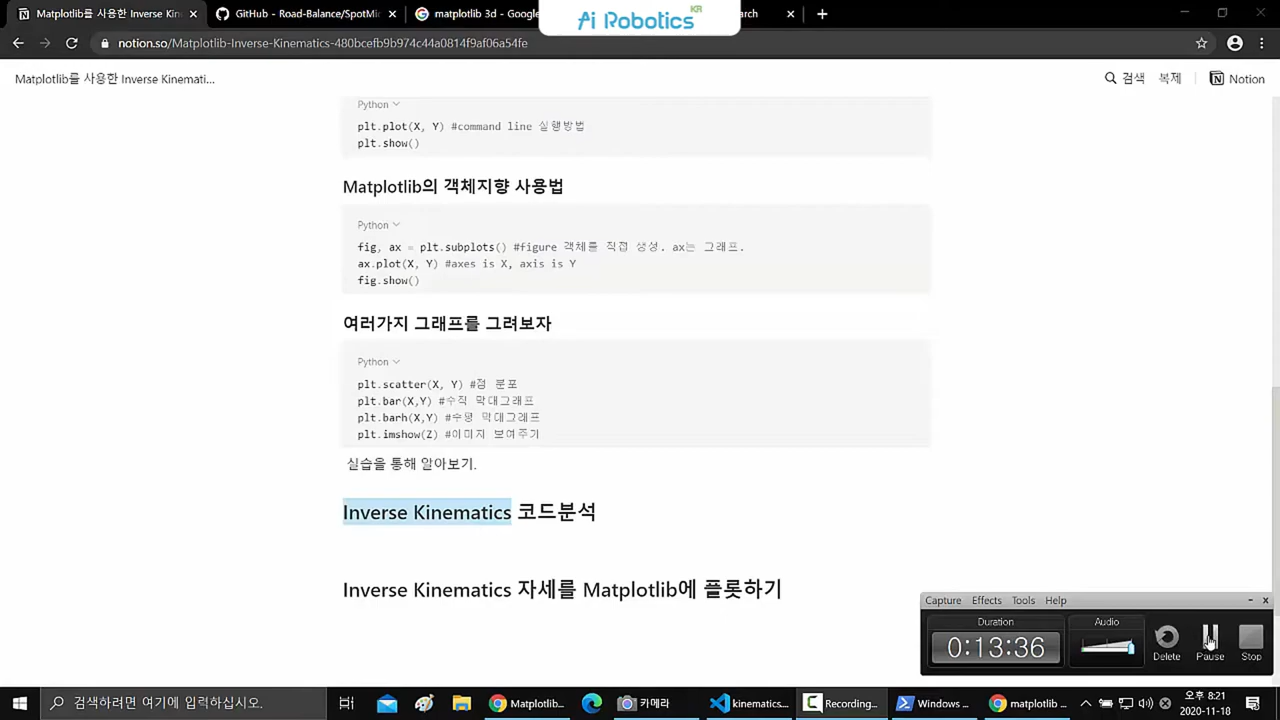 Matplotlib를 사용한 Inverse Kin
GitHub - Road-Balance/SpotMic
matplotlib 3d - Google
Search
Ai Robotics KR
notion.so/Matplotlib-Inverse-Kinematics-480bcefb9b974c44a0814f9af06a54fe
Matplotlib를 사용한 Inverse Kinemati...
검색
복제
Notion
Python
plt.plot(X, Y) #command line 실행방법
plt.show()
Matplotlib의 객체지향 사용법
Python
fig, ax = plt.subplots() #figure 객체를 직접 생성. ax는 그래프.
ax.plot(X, Y) #axes is X, axis is Y
fig.show()
여러가지 그래프를 그려보자
Python
plt.scatter(X, Y) #점 분포
plt.bar(X,Y) #수직 막대그래프
plt.barh(X,Y) #수평 막대그래프
plt.imshow(Z) #이미지 보여주기
실습을 통해 알아보기.
Inverse Kinematics 코드분석
Inverse Kinematics 자세를 Matplotlib에 플롯하기
Capture Effects Tools Help
Duration
Audio
0:13:36
Delete
Pause
Stop
검색하려면 여기에 입력하십시오.
Matplotlib...
카메라
kinematics...
Recording...
Windows ...
matplotlib ...
오후 8:21
2020-11-18